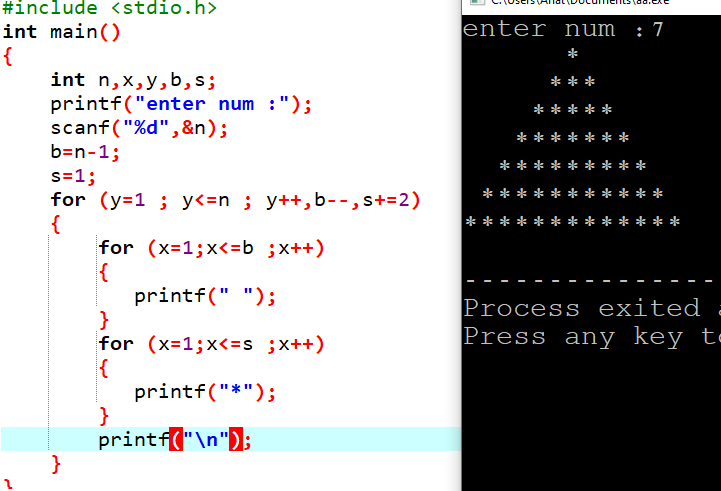 #include <stdio.h>
int main()
{
int n,x,y,b,s;
printf("enter num :");
scanf("%d",&n);
b=n-1;
s=1;
for (y=1 ; y<=n ; y++,b--,s+=2)
{
for (x=1;x<=b ;x++)
{
printf(" ");
}
for (x=1;x<=s ;x++)
{
printf("*");
}
printf("\n");
}
}
C:\Users\Anat\Documents\aa.exe
enter num :7
*
***
*****
*******
*********
***********
*************
---------------
Process exited a
Press any key to